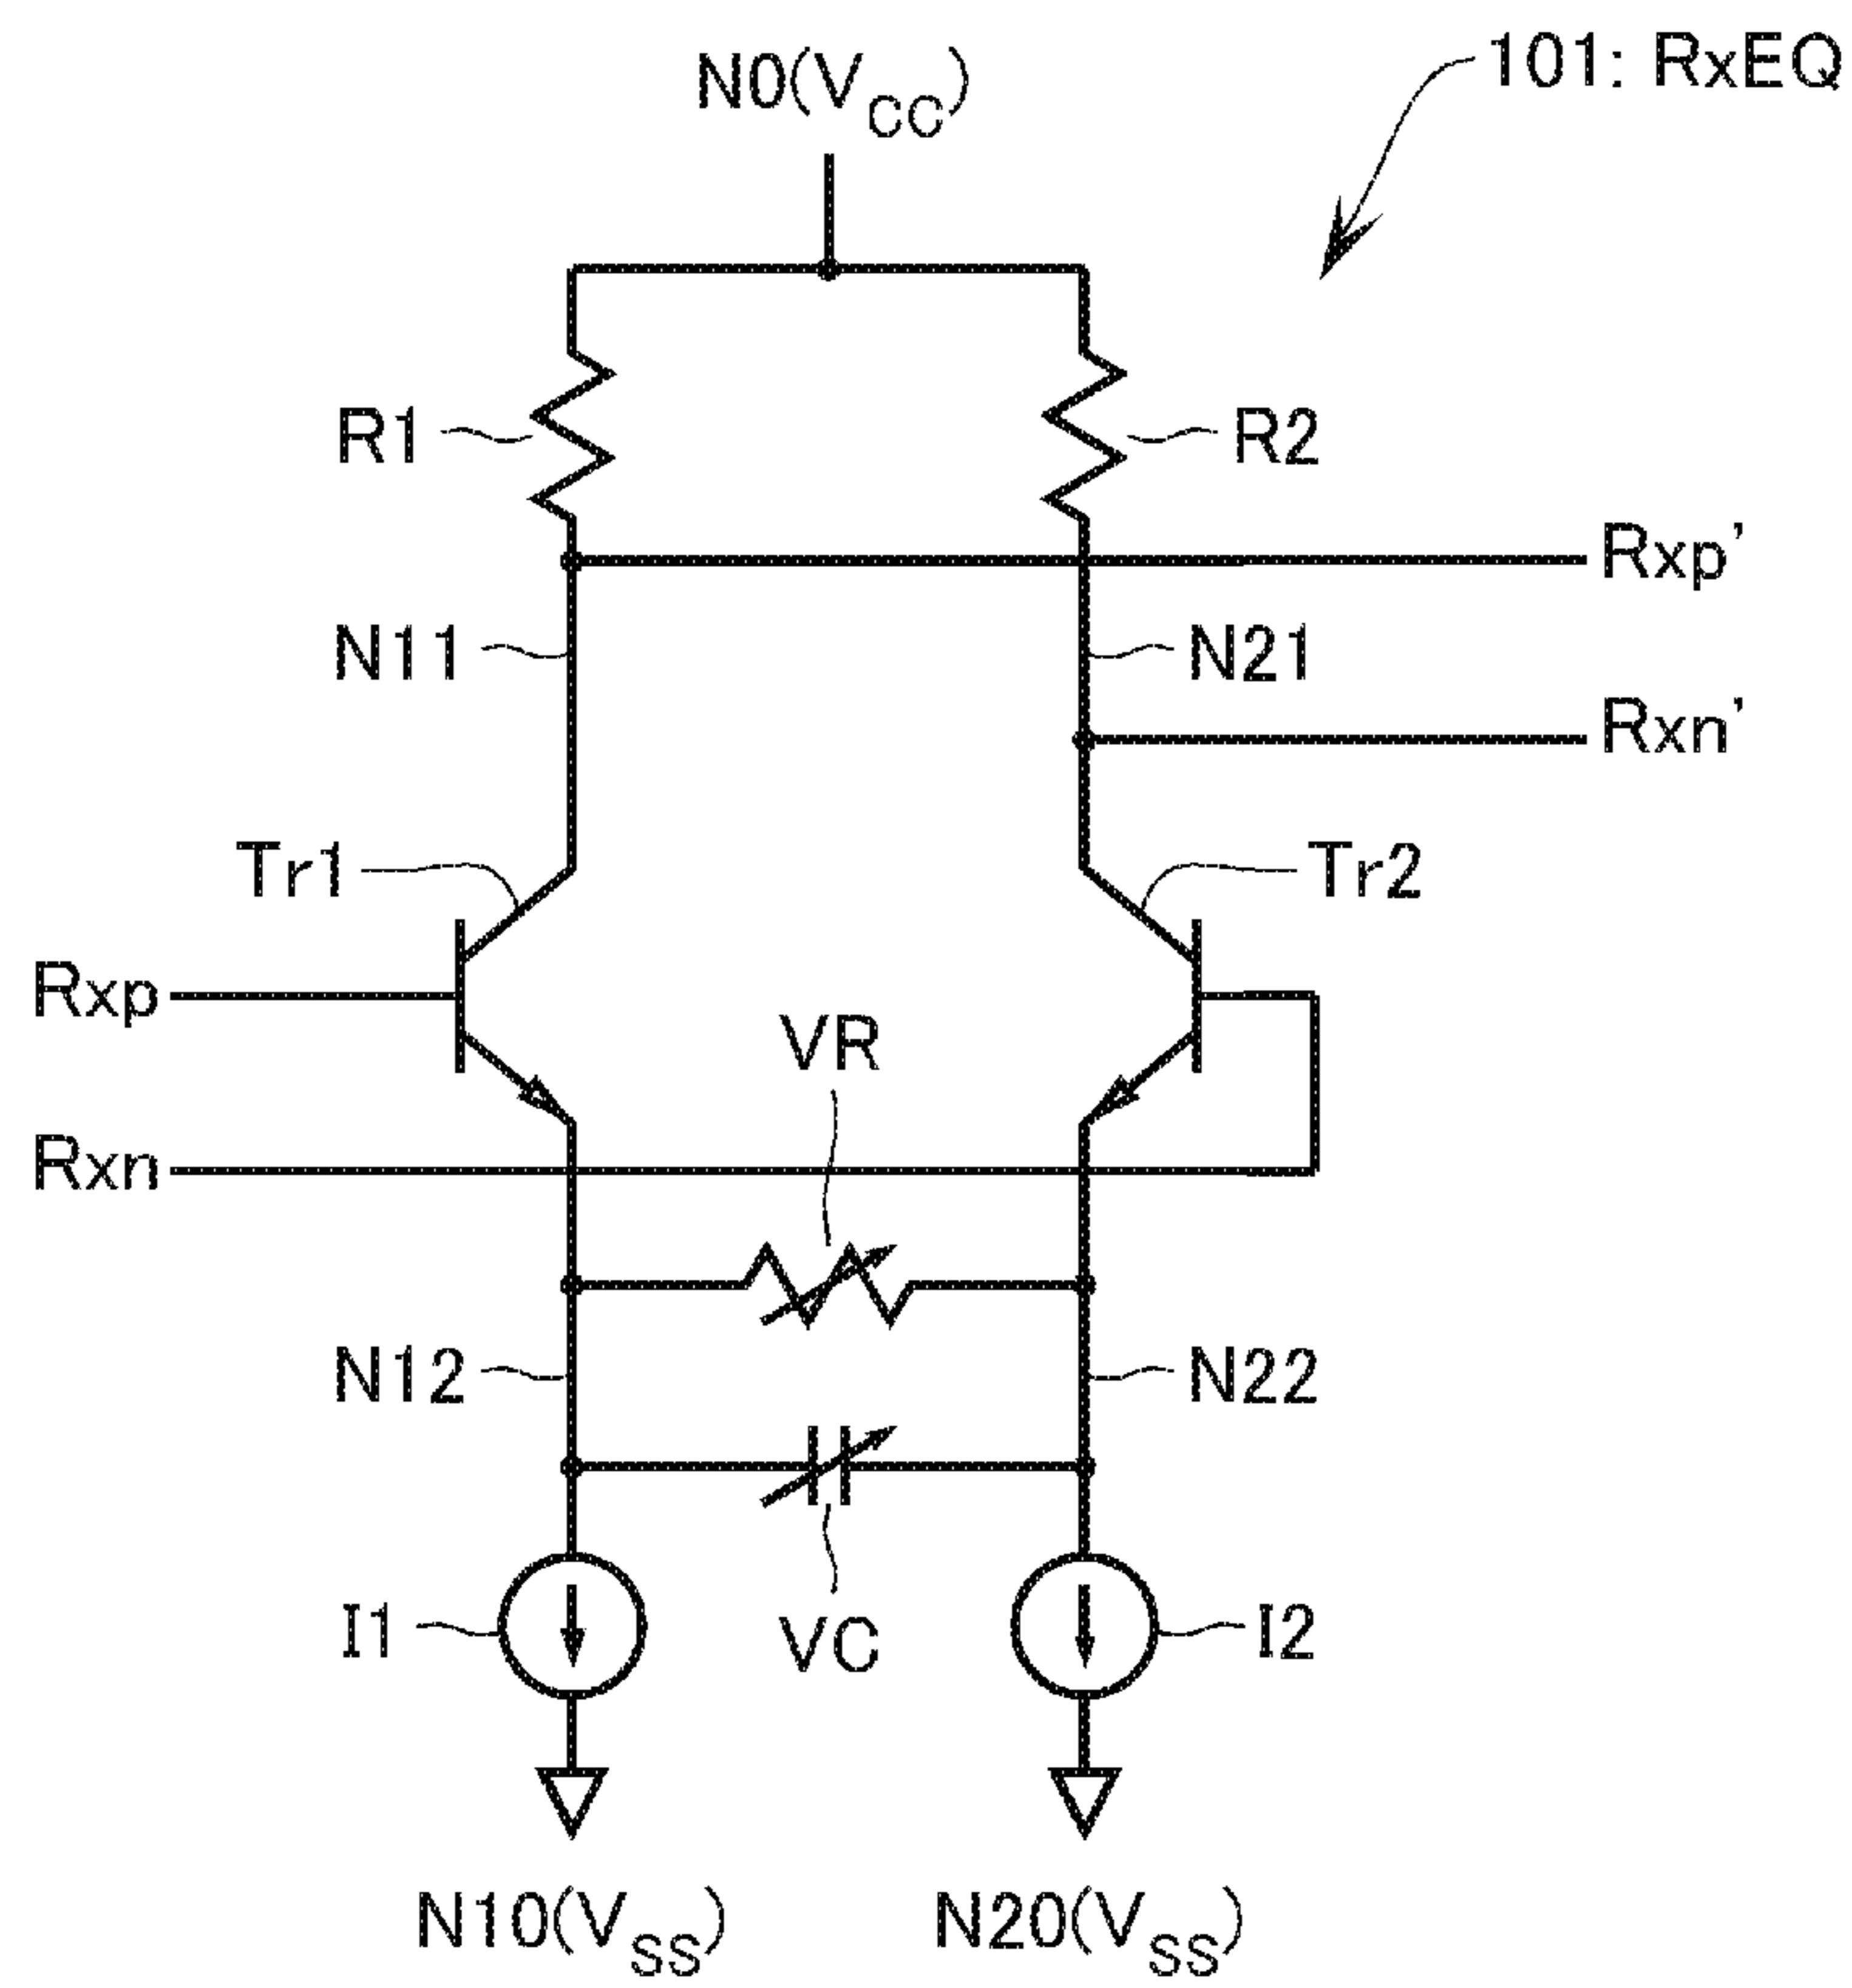 101: RxEQ
N0(VCC)
R1
R2
Rxp'
N11
N21
Rxn'
Tr1
Tr2
Rxp
VR
Rxn
N12
N22
I1
VC
I2
N10(VSS)
N20(VSS)